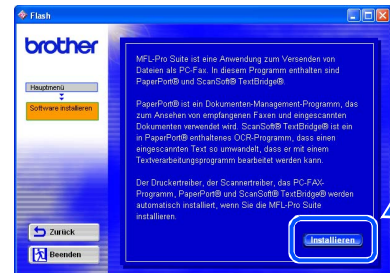 Flash
brother
Hauptmenü
Software installieren
MFL-Pro Suite ist eine Anwendung zum Versenden von
Dateien als PC-Fax. In diesem Programm enthalten sind
PaperPort® und ScanSoft® TextBridge®.
PaperPort® ist ein Dokumenten-Management-Programm, das
zum Ansehen von empfangenen Faxen und eingescannten
Dokumenten verwendet wird. ScanSoft® TextBridge® ist ein
in PaperPort® enthaltenes OCR-Programm, dass einen
eingescannten Text so umwandelt, dass er mit einem
Textverarbeitungsprogramm bearbeitet werden kann.
Der Druckertreiber, der Scannertreiber, das PC-FAX-
Programm, PaperPort® und ScanSoft® TextBridge® werden
automatisch installiert, wenn Sie die MFL-Pro Suite
installieren.
Zurück
Installieren
Beenden